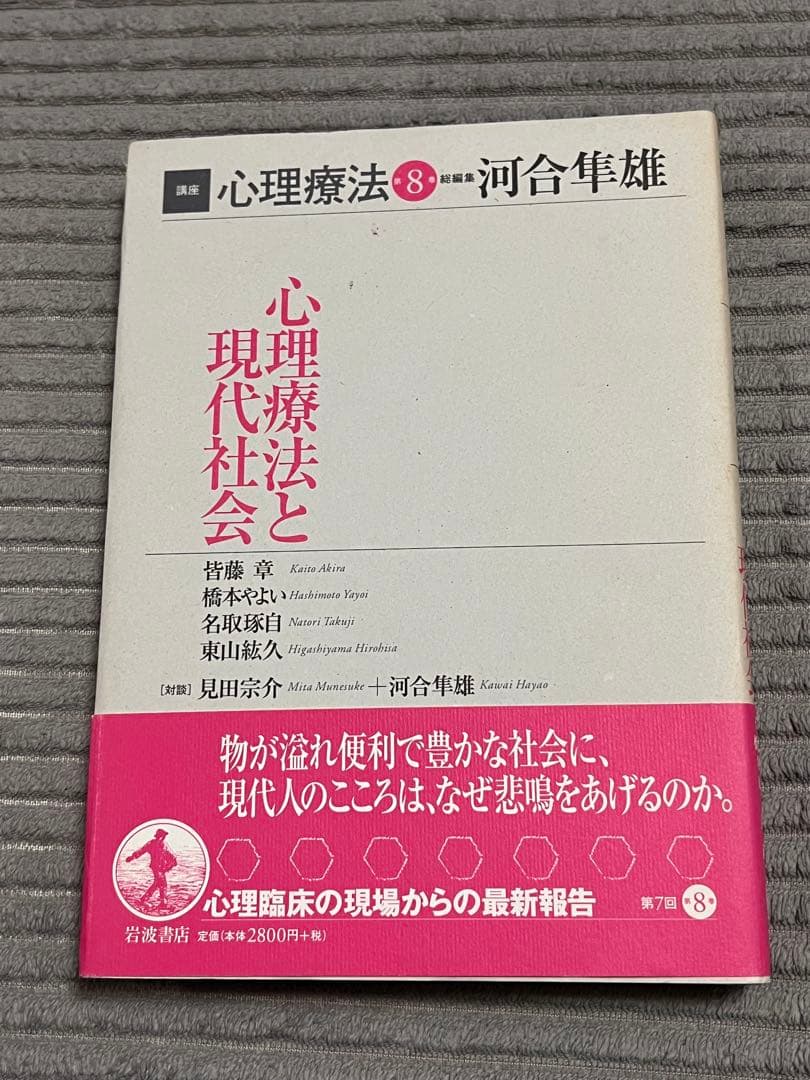 講座 心理療法 第8巻 総編集 河合隼雄
心理療法と
現代社会
皆藤 章 Kaito Akira
橋本やよい Hashimoto Yayoi
名取琢自 Natori Takuji
東山紘久 Higashiyama Hirohisa
[対談] 見田宗介 Mita Munesuke +河合隼雄 Kawai Hayao
物が溢れ便利で豊かな社会に、
現代人のこころは、なぜ悲鳴をあげるのか。
心理臨床の現場からの最新報告 第7回 第8巻
岩波書店 定価(本体2800円+税)